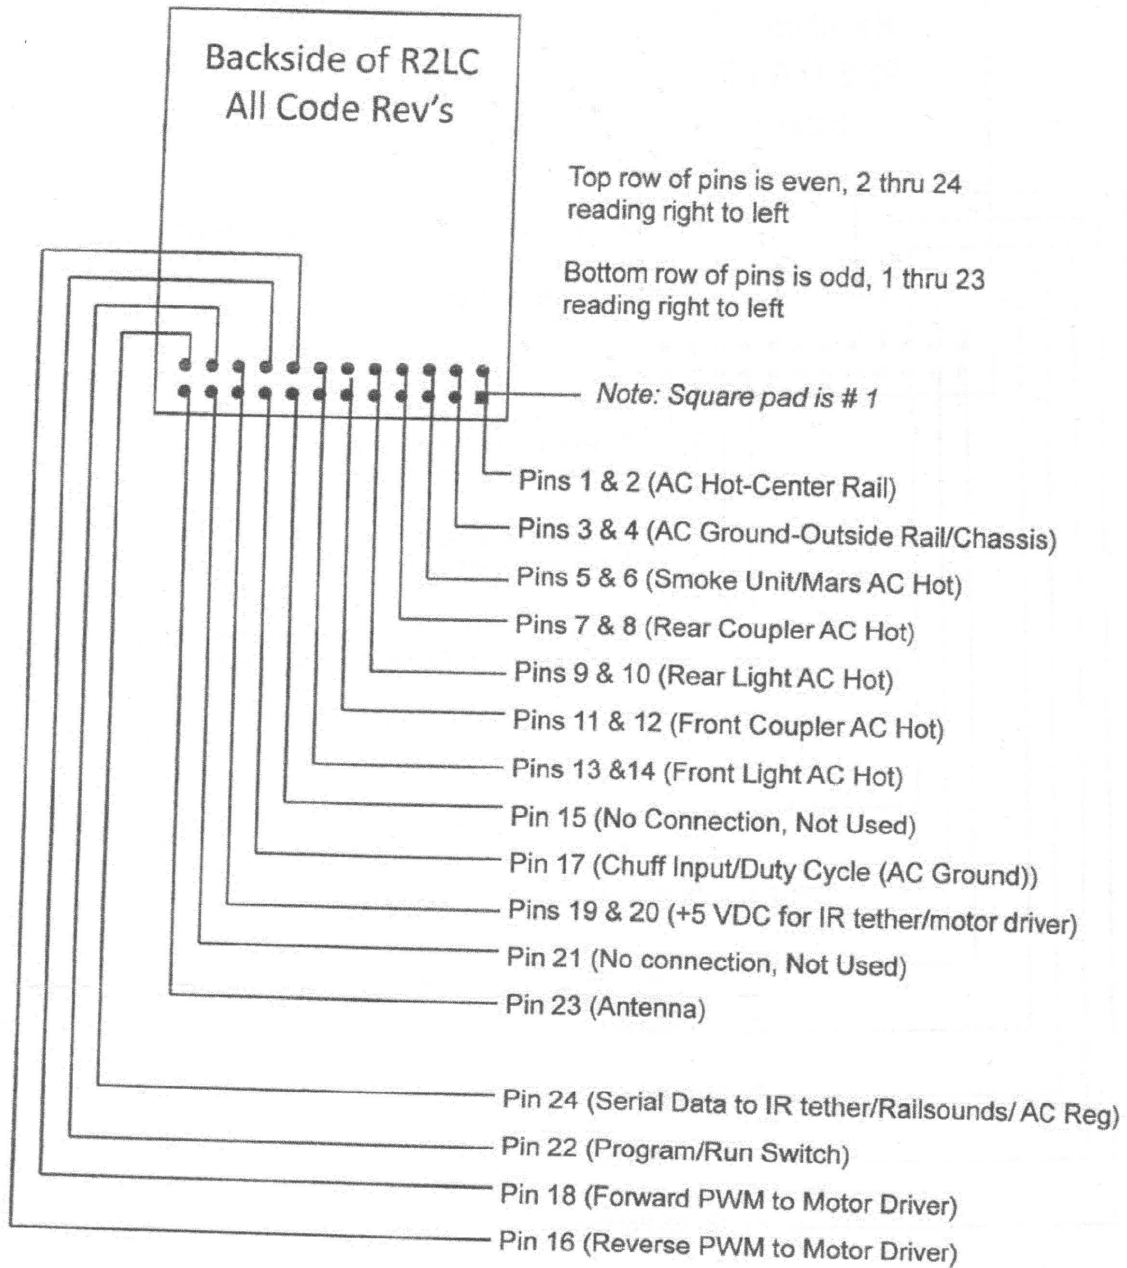 Backside of R2LC
All Code Rev's
Top row of pins is even, 2 thru 24
reading right to left
Bottom row of pins is odd, 1 thru 23
reading right to left
Note: Square pad is # 1
Pins 1 & 2 (AC Hot-Center Rail)
Pins 3 & 4 (AC Ground-Outside Rail/Chassis)
Pins 5 & 6 (Smoke Unit/Mars AC Hot)
Pins 7 & 8 (Rear Coupler AC Hot)
Pins 9 & 10 (Rear Light AC Hot)
Pins 11 & 12 (Front Coupler AC Hot)
Pins 13 &14 (Front Light AC Hot)
Pin 15 (No Connection, Not Used)
Pin 17 (Chuff Input/Duty Cycle (AC Ground))
Pins 19 & 20 (+5 VDC for IR tether/motor driver)
Pin 21 (No connection, Not Used)
Pin 23 (Antenna)
Pin 24 (Serial Data to IR tether/Railsounds/ AC Reg)
Pin 22 (Program/Run Switch)
Pin 18 (Forward PWM to Motor Driver)
Pin 16 (Reverse PWM to Motor Driver)